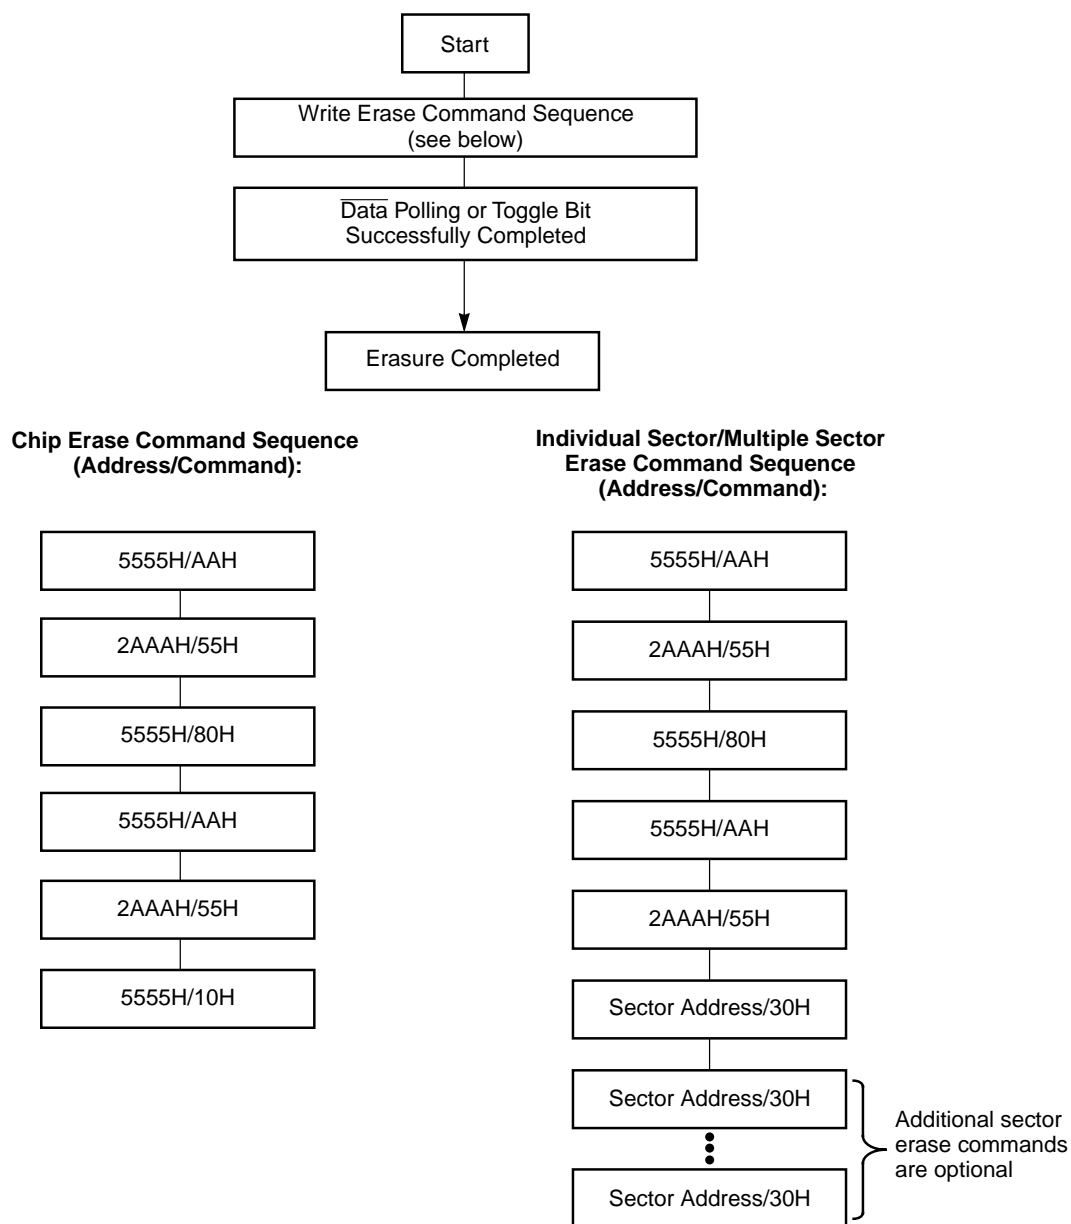 Start
Write Erase Command Sequence
(see below)
Data Polling or Toggle Bit
Successfully Completed
Erasure Completed
Chip Erase Command Sequence
(Address/Command):
5555H/AAH
2AAAH/55H
5555H/80H
5555H/AAH
2AAAH/55H
5555H/10H
Individual Sector/Multiple Sector
Erase Command Sequence
(Address/Command):
5555H/AAH
2AAAH/55H
5555H/80H
5555H/AAH
2AAAH/55H
Sector Address/30H
Sector Address/30H
Sector Address/30H
Additional sector
erase commands
are optional